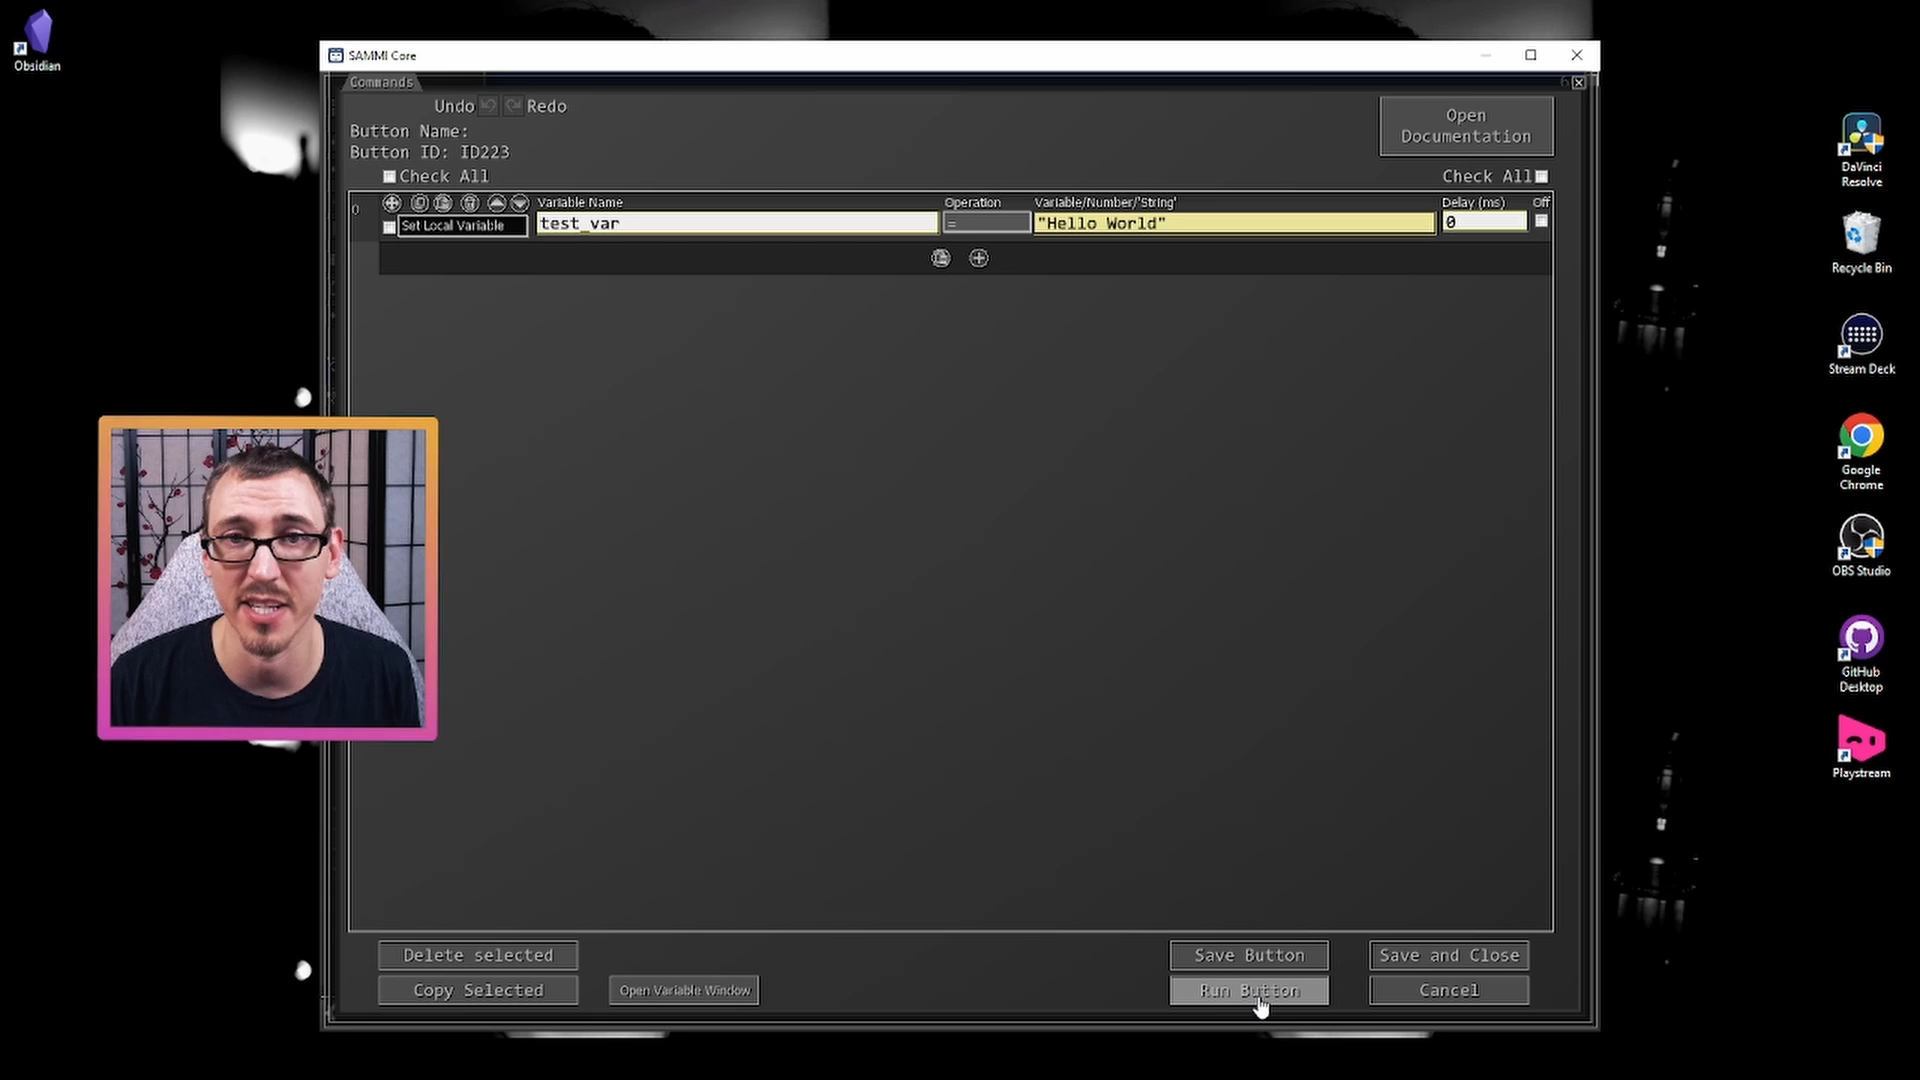 Obsidian
SAMMI Core
Commands
6
Undo Redo
Button Name:
Button ID: ID223
Open
Documentation
Check All
Check All
0
Variable Name
Operation
Variable/Number/'String'
Delay (ms)
Off
Set Local Variable
test_var
=
"Hello World"
0
Delete selected
Copy Selected
Open Variable Window
Save Button
Save and Close
Run Button
Cancel
DaVinci
Resolve
Recycle Bin
Stream Deck
Google
Chrome
OBS Studio
GitHub
Desktop
Playstream